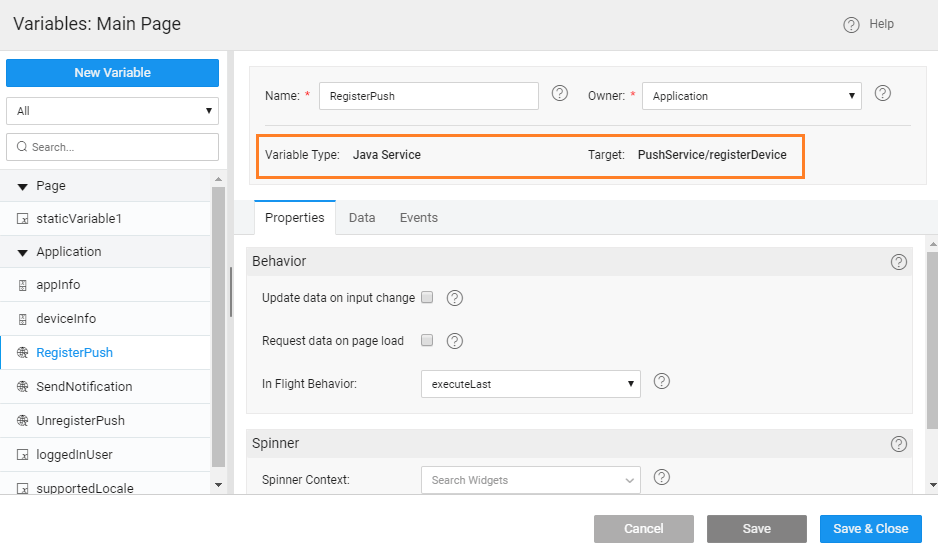 Variables: Main Page
Help
New Variable
All
Search...
Page
staticVariable1
Application
appInfo
deviceInfo
RegisterPush
SendNotification
UnregisterPush
loggedInUser
supportedLocale
Name: * RegisterPush
Owner: * Application
Variable Type: Java Service
Target: PushService/registerDevice
Properties Data Events
Behavior
Update data on input change
Request data on page load
In Flight Behavior: executeLast
Spinner
Spinner Context: Search Widgets
Cancel Save Save & Close